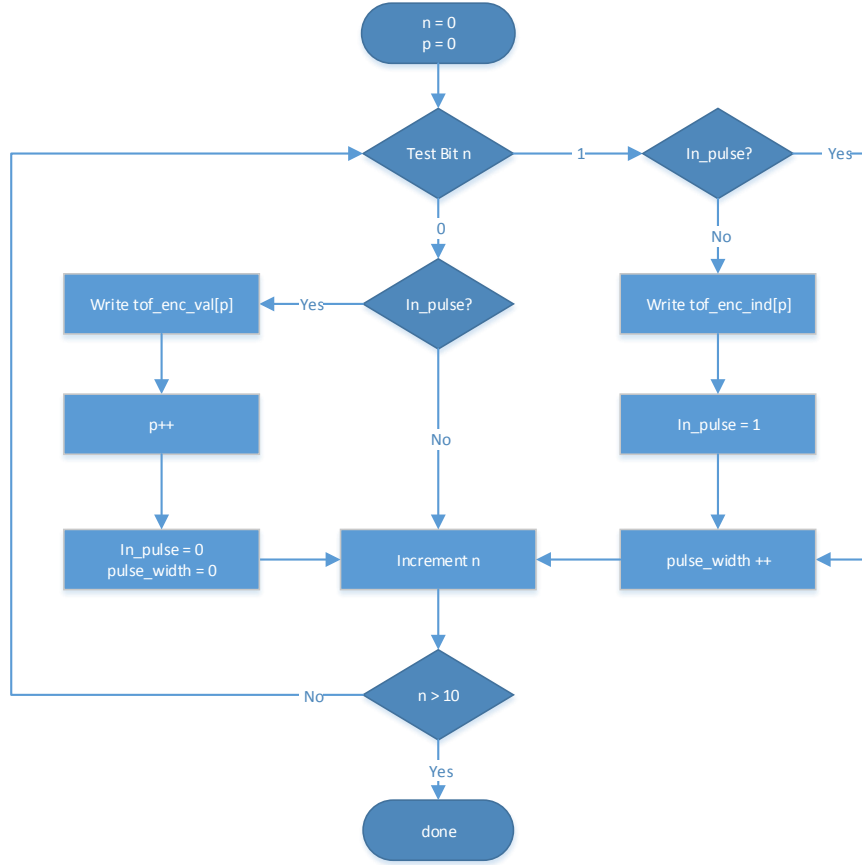 n = 0
p = 0
Test Bit n
1
In_pulse?
Yes
0
No
Write tof_enc_val[p]
Yes
In_pulse?
Write tof_enc_ind[p]
p++
No
In_pulse = 1
In_pulse = 0
pulse_width = 0
Increment n
pulse_width ++
No
n > 10
Yes
done